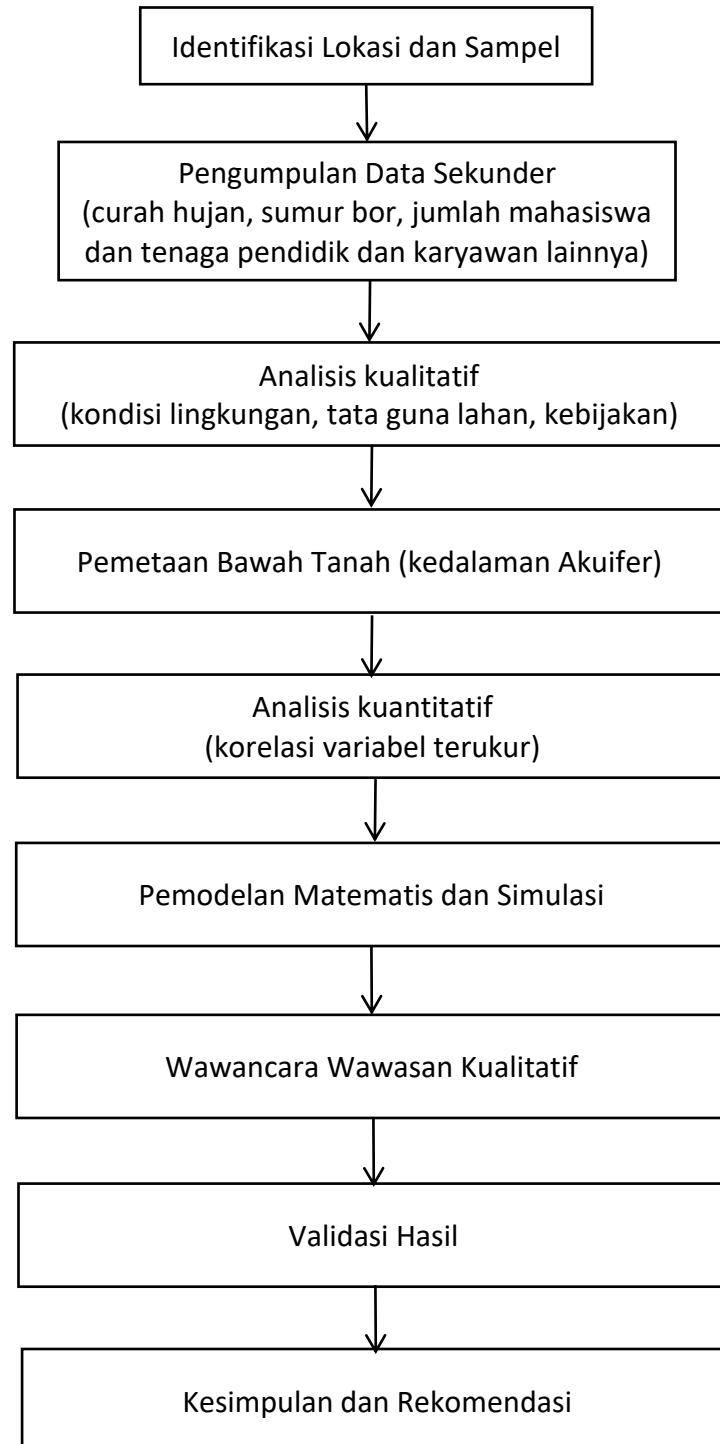 Identifikasi Lokasi dan Sampel
Pengumpulan Data Sekunder
(curah hujan, sumur bor, jumlah mahasiswa
dan tenaga pendidik dan karyawan lainnya)
Analisis kualitatif
(kondisi lingkungan, tata guna lahan, kebijakan)
Pemetaan Bawah Tanah (kedalaman Akuifer)
Analisis kuantitatif
(korelasi variabel terukur)
Pemodelan Matematis dan Simulasi
Wawancara Wawasan Kualitatif
Validasi Hasil
Kesimpulan dan Rekomendasi